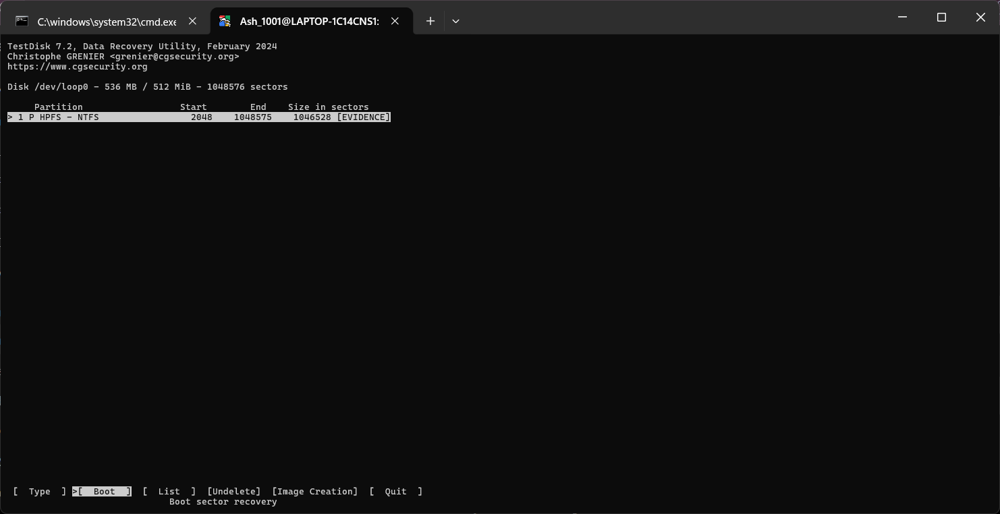 C:\windows\system32\cmd.exe
Ash_1001@LAPTOP-1C14CNS1:
TestDisk 7.2, Data Recovery Utility, February 2024
Christophe GRENIER <grenier@cgsecurity.org>
https://www.cgsecurity.org
Disk /dev/loop0 - 536 MB / 512 MiB - 1048576 sectors
Partition Start End Size in sectors
> 1 P HPFS - NTFS 2048 1048575 1046528 [EVIDENCE]
[ Type ] >[ Boot ] [ List ] [Undelete] [Image Creation] [ Quit ]
Boot sector recovery